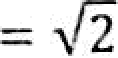 = √2